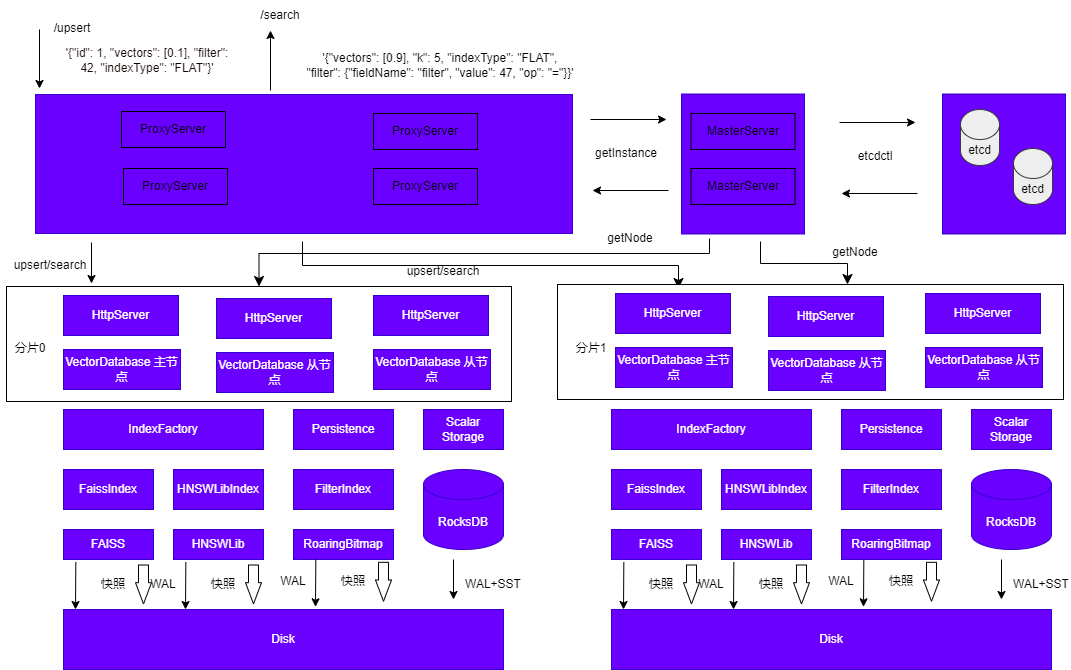 /upsert
/search
'{"id": 1, "vectors": [0.1], "filter":
42, "indexType": "FLAT"}'
'{"vectors": [0.9], "k": 5, "indexType": "FLAT",
"filter": {"fieldName": "filter", "value": 47, "op": "="}}'
ProxyServer
ProxyServer
ProxyServer
ProxyServer
getInstance
MasterServer
MasterServer
etcdctl
etcd
etcd
upsert/search
getNode
upsert/search
getNode
分片0
HttpServer
HttpServer
HttpServer
VectorDatabase 主节
点
VectorDatabase 从节
点
VectorDatabase 从节
点
分片1
HttpServer
HttpServer
HttpServer
VectorDatabase 主节
点
VectorDatabase 从节
点
VectorDatabase 从节
点
IndexFactory
Persistence
Scalar
Storage
FaissIndex
HNSWLibIndex
FilterIndex
RocksDB
FAISS
HNSWLib
RoaringBitmap
快照
WAL
快照
WAL
快照
WAL+SST
Disk
IndexFactory
Persistence
Scalar
Storage
FaissIndex
HNSWLibIndex
FilterIndex
RocksDB
FAISS
HNSWLib
RoaringBitmap
快照
WAL
快照
WAL
快照
WAL+SST
Disk